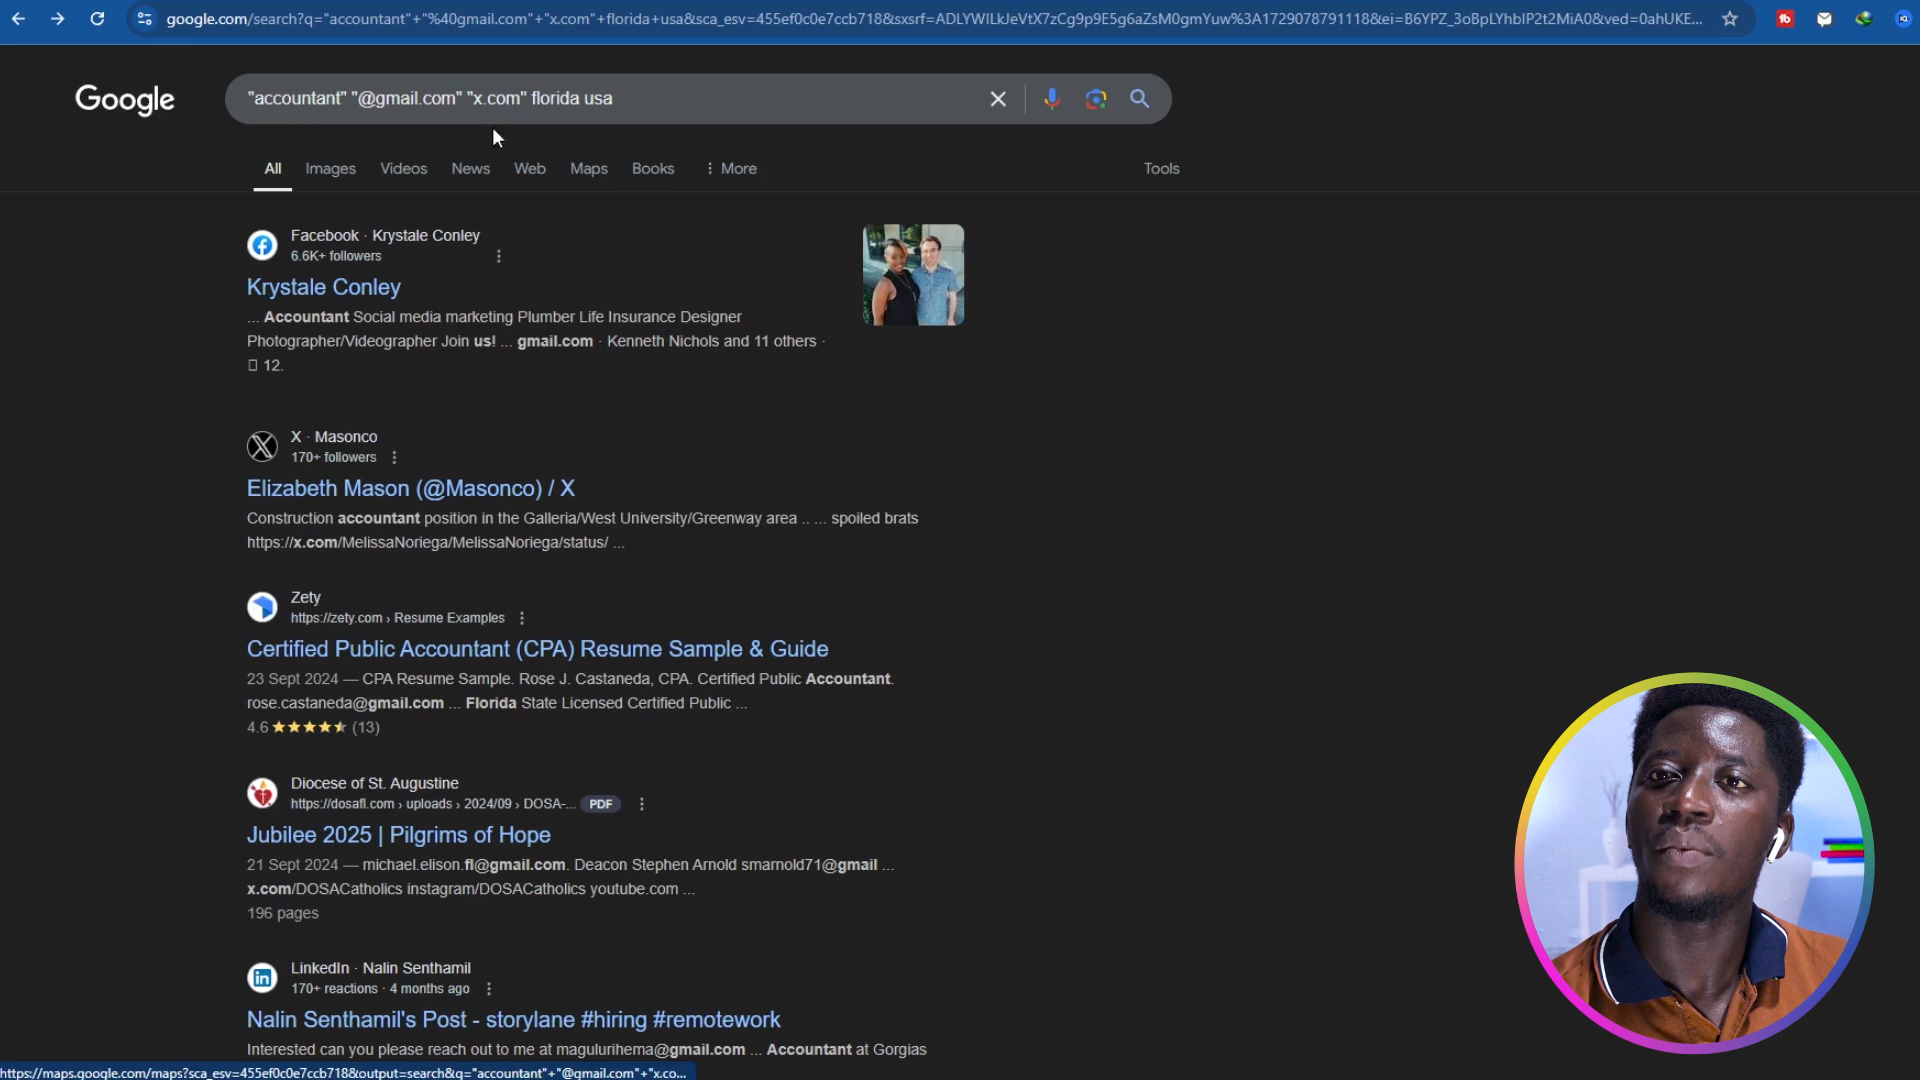 google.com/search?q="accountant"+"%40gmail.com"+"x.com"+florida+usa&sca_esv=455ef0c0e7ccb718&sxsrf=ADLYWILkJeVtX7zCg9p9E5g6aZsM0gmYuw%3A1729078791118&ei=B6YPZ_3oBpLYhbIP2t2MiA0&ved=0ahUKE...
Google
"accountant" "@gmail.com" "x.com" florida usa
All Images Videos News Web Maps Books More Tools
Facebook · Krystale Conley
6.6K+ followers
Krystale Conley
... Accountant Social media marketing Plumber Life Insurance Designer
Photographer/Videographer Join us! ... gmail.com · Kenneth Nichols and 11 others ·
12.
X · Masonco
170+ followers
Elizabeth Mason (@Masonco) / X
Construction accountant position in the Galleria/West University/Greenway area .. ... spoiled brats
https://x.com/MelissaNoriega/MelissaNoriega/status/ ...
Zety
https://zety.com › Resume Examples
Certified Public Accountant (CPA) Resume Sample & Guide
23 Sept 2024 — CPA Resume Sample. Rose J. Castaneda, CPA. Certified Public Accountant.
rose.castaneda@gmail.com ... Florida State Licensed Certified Public ...
4.6 ★★★★★ (13)
Diocese of St. Augustine
https://dosafl.com › uploads › 2024/09 › DOSA-... PDF
Jubilee 2025 | Pilgrims of Hope
21 Sept 2024 — michael.elison.fl@gmail.com. Deacon Stephen Arnold smarnold71@gmail ...
x.com/DOSACatholics instagram/DOSACatholics youtube.com ...
196 pages
LinkedIn · Nalin Senthamil
170+ reactions · 4 months ago
Nalin Senthamil's Post - storylane #hiring #remotework
Interested can you please reach out to me at magulurihema@gmail.com ... Accountant at Gorgias
https://maps.google.com/maps?sca_esv=455ef0c0e7ccb718&output=search&q="accountant"+"@gmail.com"+"x.co...